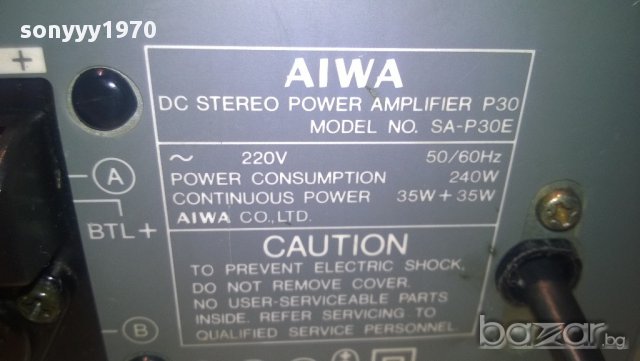 sonyyy1970
+
AIWA
DC STEREO POWER AMPLIFIER P30
MODEL NO. SA-P30E
~ 220V 50/60Hz
POWER CONSUMPTION 240W
CONTINUOUS POWER 35W+35W
AIWA CO.,LTD.
A
BTL+
CAUTION
TO PREVENT ELECTRIC SHOCK,
DO NOT REMOVE COVER.
NO USER-SERVICEABLE PARTS
INSIDE. REFER SERVICING TO
QUALIFIED SERVICE PERSONNEL.
B
bazar.bg